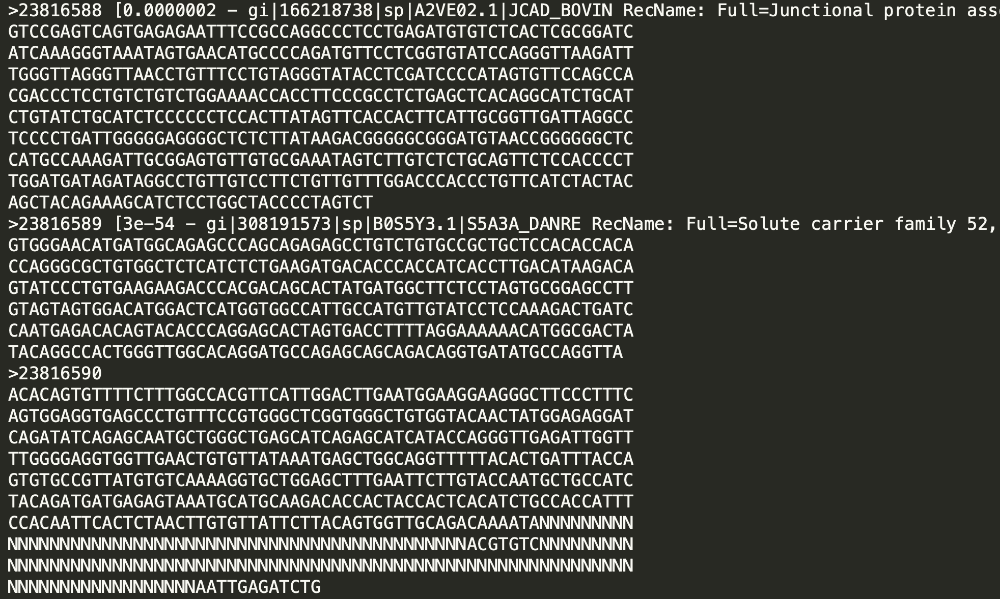 >23816588 [0.0000002 - gi|166218738|sp|A2VE02.1|JCAD_BOVIN RecName: Full=Junctional protein ass
GTCCGAGTCAGTGAGAGAATTTCCGCCAGGCCCTCCTGAGATGTGTCTCACTCGCGGATC
ATCAAAGGGTAAATAGTGAACATGCCCCAGATGTTCCTCGGTGTATCCAGGGTTAAGATT
TGGGTTAGGGTTAACCTGTTTCCTGTAGGGTATACCTCGATCCCCATAGTGTTCCAGCCA
CGACCCTCCTGTCTGTCTGGAAAACCACCTTCCCGCCTCTGAGCTCACAGGCATCTGCAT
CTGTATCTGCATCTCCCCCCTCCACTTATAGTTCACCACTTCATTGCGGTTGATTAGGCC
TCCCCTGATTGGGGGAGGGGCTCTCTTATAAGACGGGGGCGGGATGTAACCGGGGGGCTC
CATGCCAAAGATTGCGGAGTGTTGTGCGAAATAGTCTTGTCTCTGCAGTTCTCCACCCCT
TGGATGATAGATAGGCCTGTTGTCCTTCTGTTGTTTGGACCCACCCTGTTCATCTACTAC
AGCTACAGAAAGCATCTCCTGGCTACCCCTAGTCT
>23816589 [3e-54 - gi|308191573|sp|B0S5Y3.1|S5A3A_DANRE RecName: Full=Solute carrier family 52,
GTGGGAACATGATGGCAGAGCCCAGCAGAGAGCCTGTCTGTGCCGCTGCTCCACACCACA
CCAGGGCGCTGTGGCTCTCATCTCTGAAGATGACACCCACCATCACCTTGACATAAGACA
GTATCCCTGTGAAGAAGACCCACGACAGCACTATGATGGCTTCTCCTAGTGCGGAGCCTT
GTAGTAGTGGACATGGACTCATGGTGGCCATTGCCATGTTGTATCCTCCAAAGACTGATC
CAATGAGACACAGTACACCCAGGAGCACTAGTGACCTTTTAGGAAAAAACATGGCGACTA
TACAGGCCACTGGGTTGGCACAGGATGCCAGAGCAGCAGACAGGTGATATGCCAGGTTA
>23816590
ACACAGTGTTTTCTTTGGCCACGTTCATTGGACTTGAATGGAAGGAAGGGCTTCCCTTTC
AGTGGAGGTGAGCCCTGTTTCCGTGGGCTCGGTGGGCTGTGGTACAACTATGGAGAGGAT
CAGATATCAGAGCAATGCTGGGCTGAGCATCAGAGCATCATACCAGGGTTGAGATTGGTT
TTGGGGAGGTGGTTGAACTGTGTTATAAATGAGCTGGCAGGTTTTTACACTGATTTACCA
GTGTGCCGTTATGTGTCAAAAGGTGCTGGAGCTTTGAATTCTTGTACCAATGCTGCCATC
TACAGATGATGAGAGTAAATGCATGCAAGACACCACTACCACTCACATCTGCCACCATTT
CCACAATTCACTCTAACTTGTGTTATTCTTACAGTGGTTGCAGACAAAATANNNNNNNNN
NNNNNNNNNNNNNNNNNNNNNNNNNNNNNNNNNNNNNNNNNNNNACGTGTCNNNNNNNNN
NNNNNNNNNNNNNNNNNNNNNNNNNNNNNNNNNNNNNNNNNNNNNNNNNNNNNNNNNNNN
NNNNNNNNNNNNNNNNNNAATTGAGATCTG